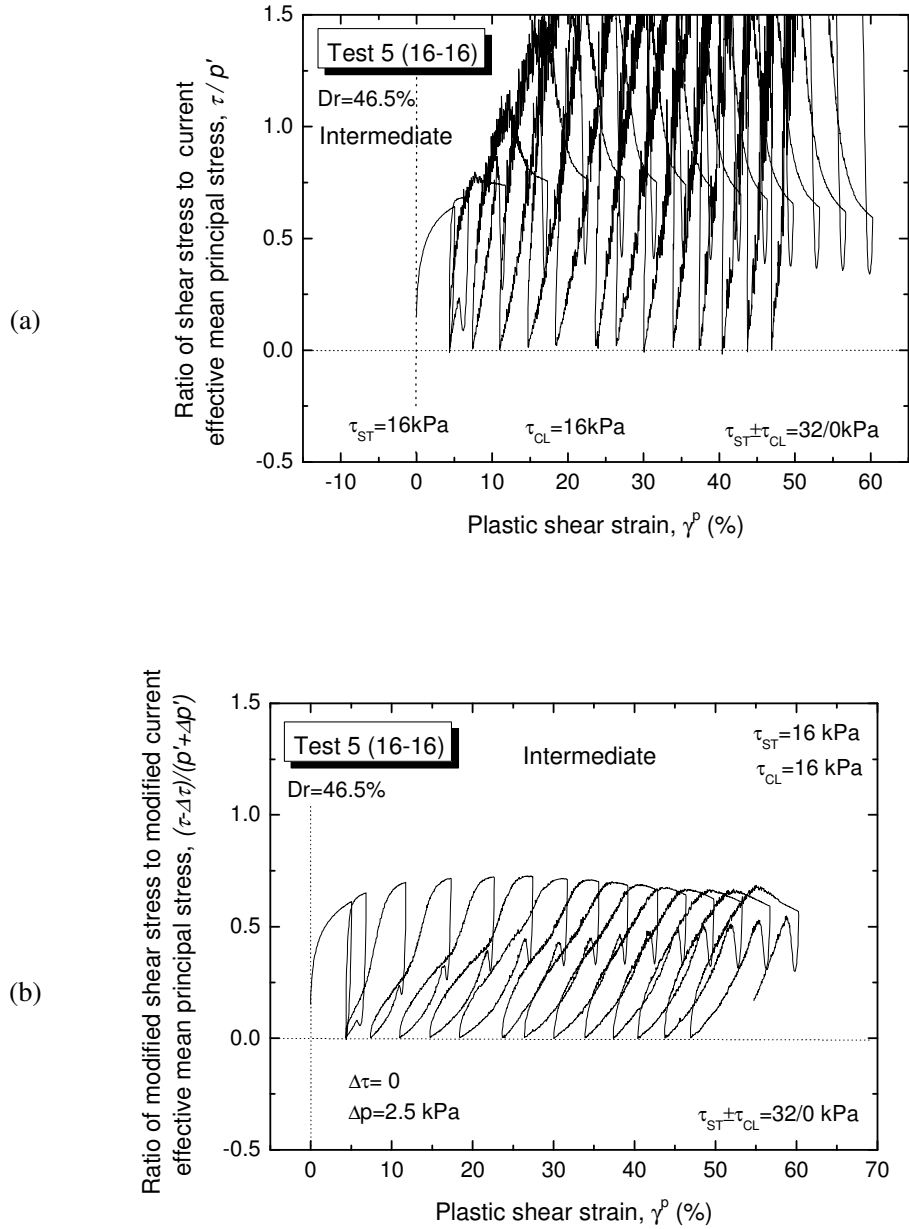 (a)
Ratio of shear stress to current
effective mean principal stress, τ / p'
1.5
1.0
0.5
0.0
-0.5
Test 5 (16-16)
Dr=46.5%
Intermediate
τST=16kPa
τCL=16kPa
τST±τCL=32/0kPa
-10 0 10 20 30 40 50 60
Plastic shear strain, γp (%)
(b)
Ratio of modified shear stress to modified current
effective mean principal stress, (τ-Δτ)/(p'+Δp')
1.5
1.0
0.5
0.0
-0.5
Test 5 (16-16)
Dr=46.5%
Intermediate
τST=16 kPa
τCL=16 kPa
Δτ= 0
Δp=2.5 kPa
τST±τCL=32/0 kPa
0 10 20 30 40 50 60 70
Plastic shear strain, γp (%)